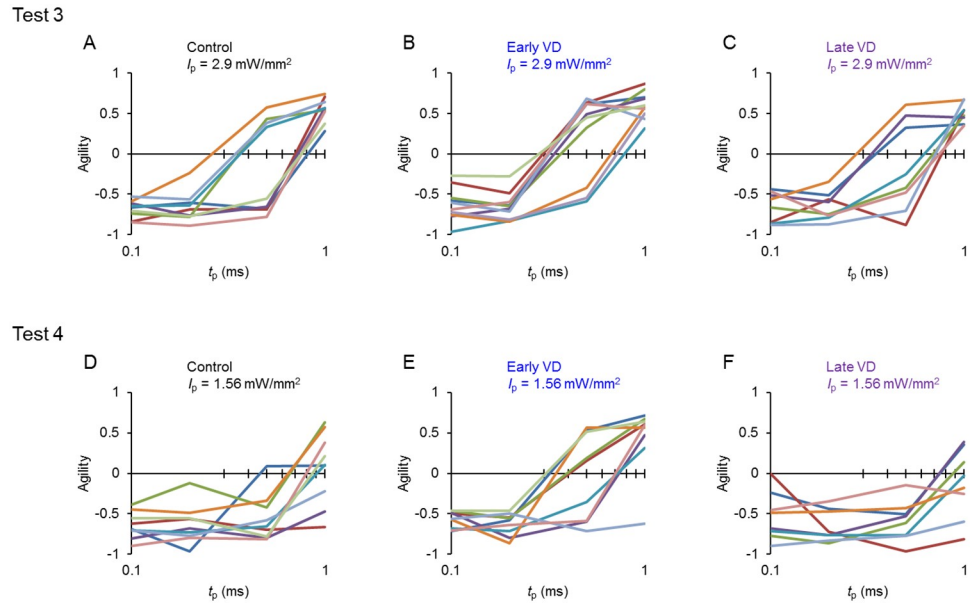 Test 3
A
Control
Ip = 2.9 mW/mm²
1
0.5
0
-0.5
-1
Agility
0.1
1
tp (ms)
B
Early VD
Ip = 2.9 mW/mm²
1
0.5
0
-0.5
-1
Agility
0.1
1
tp (ms)
C
Late VD
Ip = 2.9 mW/mm²
1
0.5
0
-0.5
-1
Agility
0.1
1
tp (ms)
Test 4
D
Control
Ip = 1.56 mW/mm²
1
0.5
0
-0.5
-1
Agility
0.1
1
tp (ms)
E
Early VD
Ip = 1.56 mW/mm²
1
0.5
0
-0.5
-1
Agility
0.1
1
tp (ms)
F
Late VD
Ip = 1.56 mW/mm²
1
0.5
0
-0.5
-1
Agility
0.1
1
tp (ms)